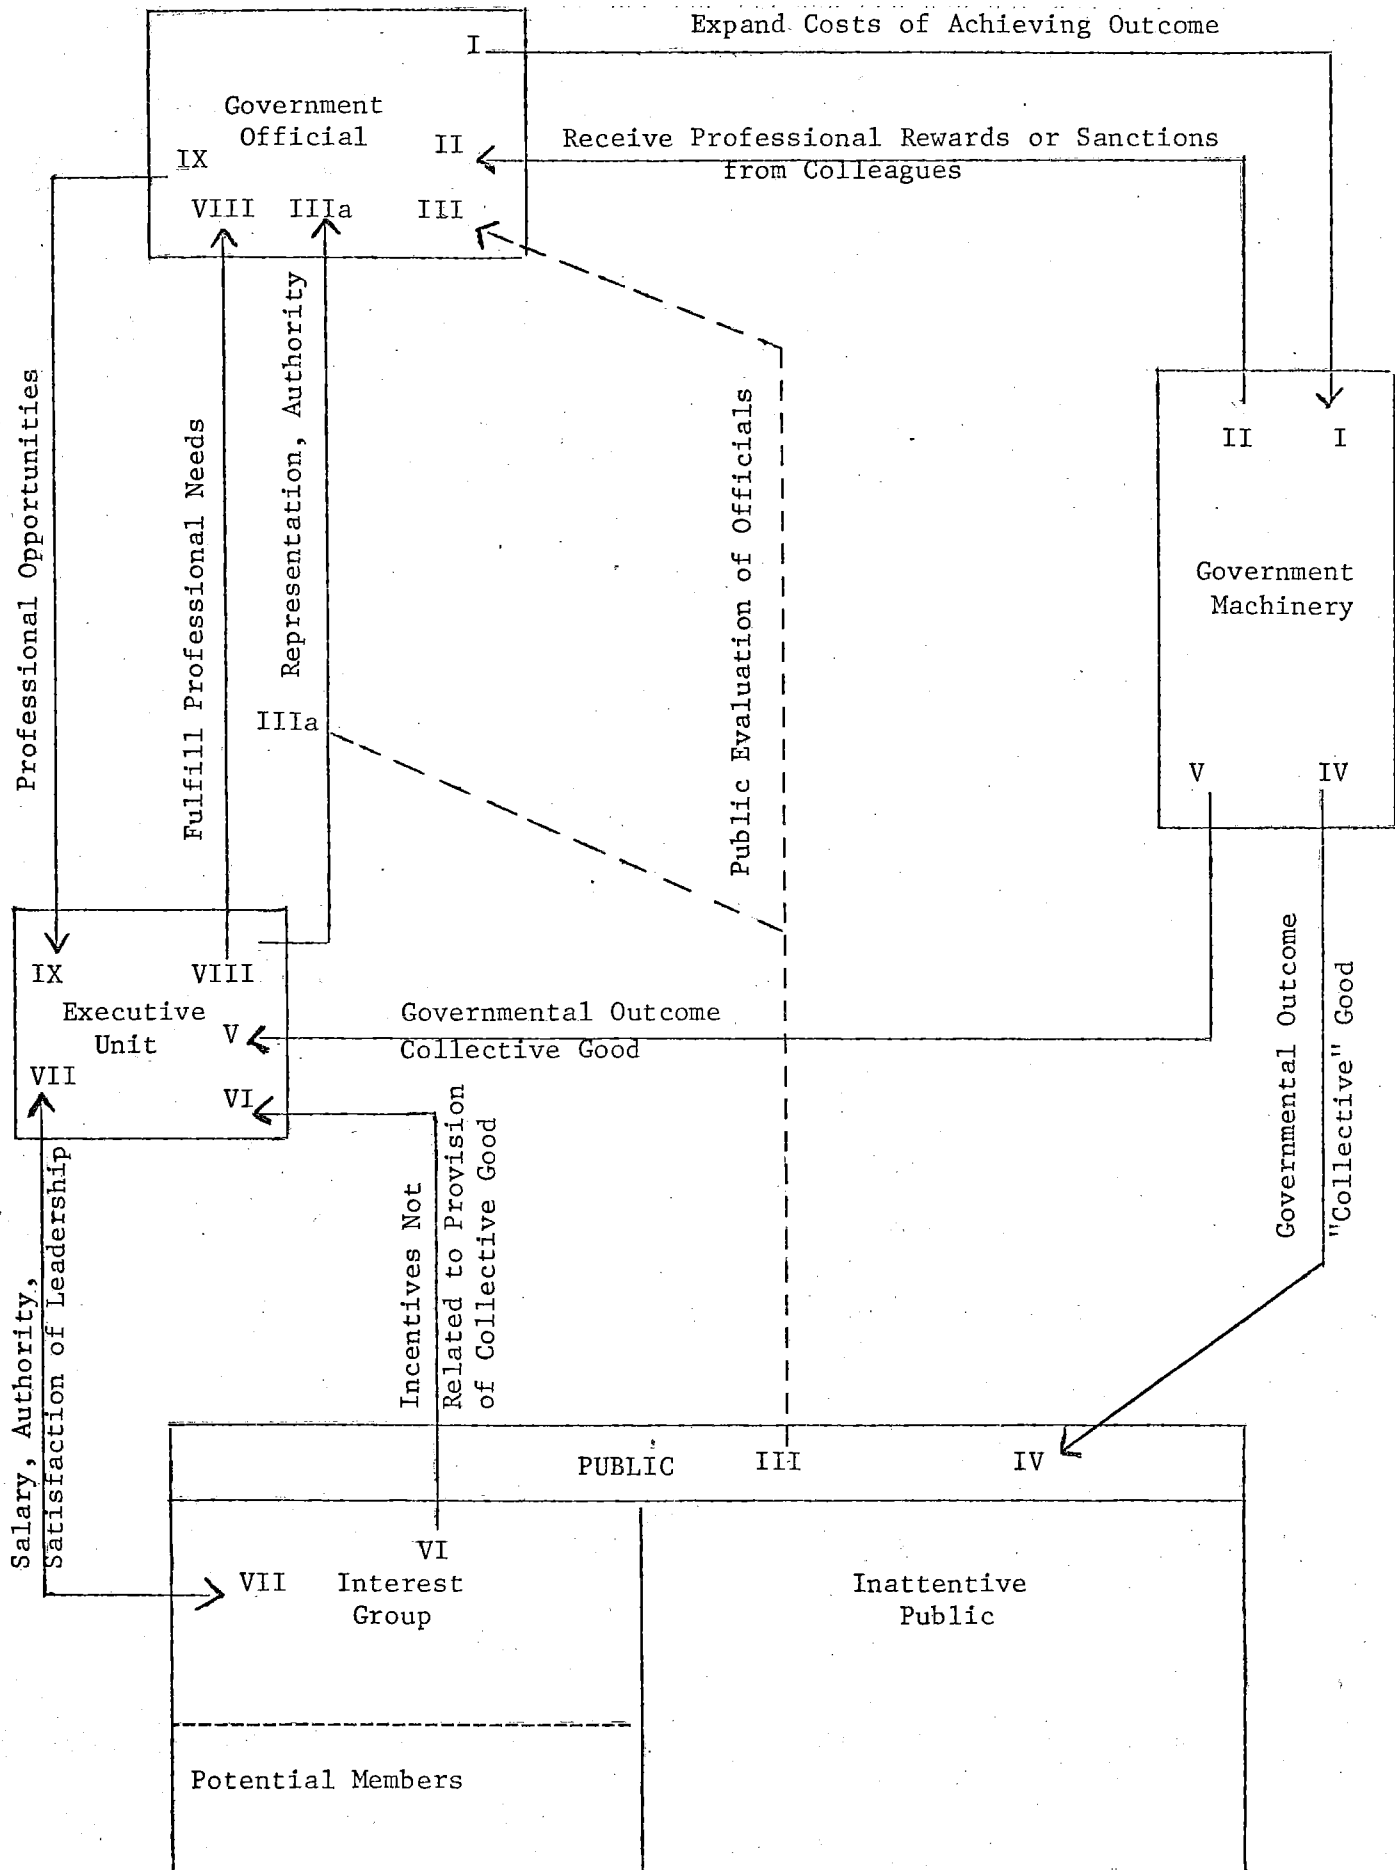 Expand Costs of Achieving Outcome
I
Government
Official
II
Receive Professional Rewards or Sanctions
from Colleagues
IX
VIII
IIIa
III
Professional Opportunities
Fulfill Professional Needs
Representation, Authority
Public Evaluation of Officials
II
I
Government
Machinery
IIIa
V
IV
IX
VIII
Executive
Unit
V
Governmental Outcome
Collective Good
VII
VI
Governmental Outcome
"Collective" Good
Salary, Authority,
Satisfaction of Leadership
Incentives Not
Related to Provision
of Collective Good
PUBLIC
III
IV
VI
VII
Interest
Group
Inattentive
Public
Potential Members